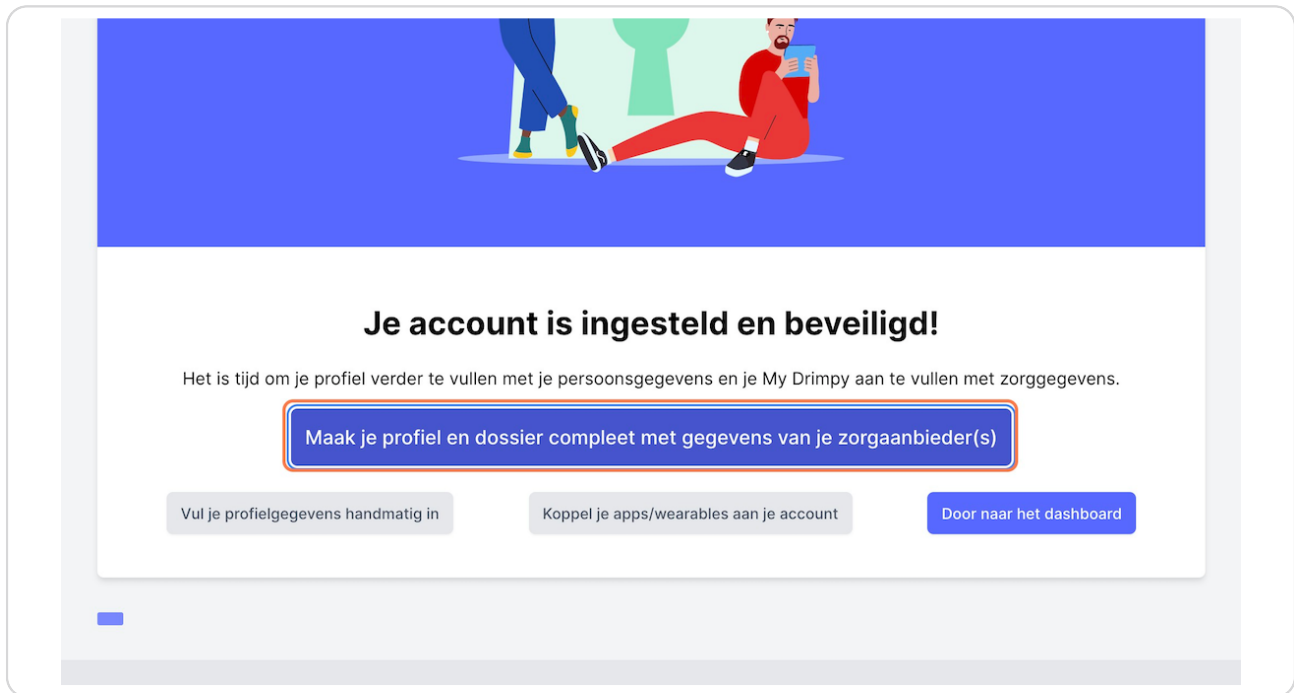 Je account is ingesteld en beveiligd!
Het is tijd om je profiel verder te vullen met je persoonsgegevens en je My Drimpy aan te vullen met zorggegevens.
Maak je profiel en dossier compleet met gegevens van je zorgaanbieder(s)
Vul je profielgegevens handmatig in
Koppel je apps/wearables aan je account
Door naar het dashboard